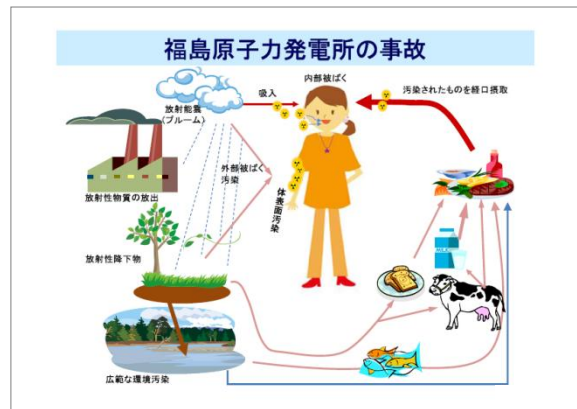 福島原子力発電所の事故
内部被ばく
放射能雲
(プルーム)
吸入
汚染されたものを経口摂取
外部被ばく
汚染
体表面汚染
放射性物質の放出
放射性降下物
広範な環境汚染